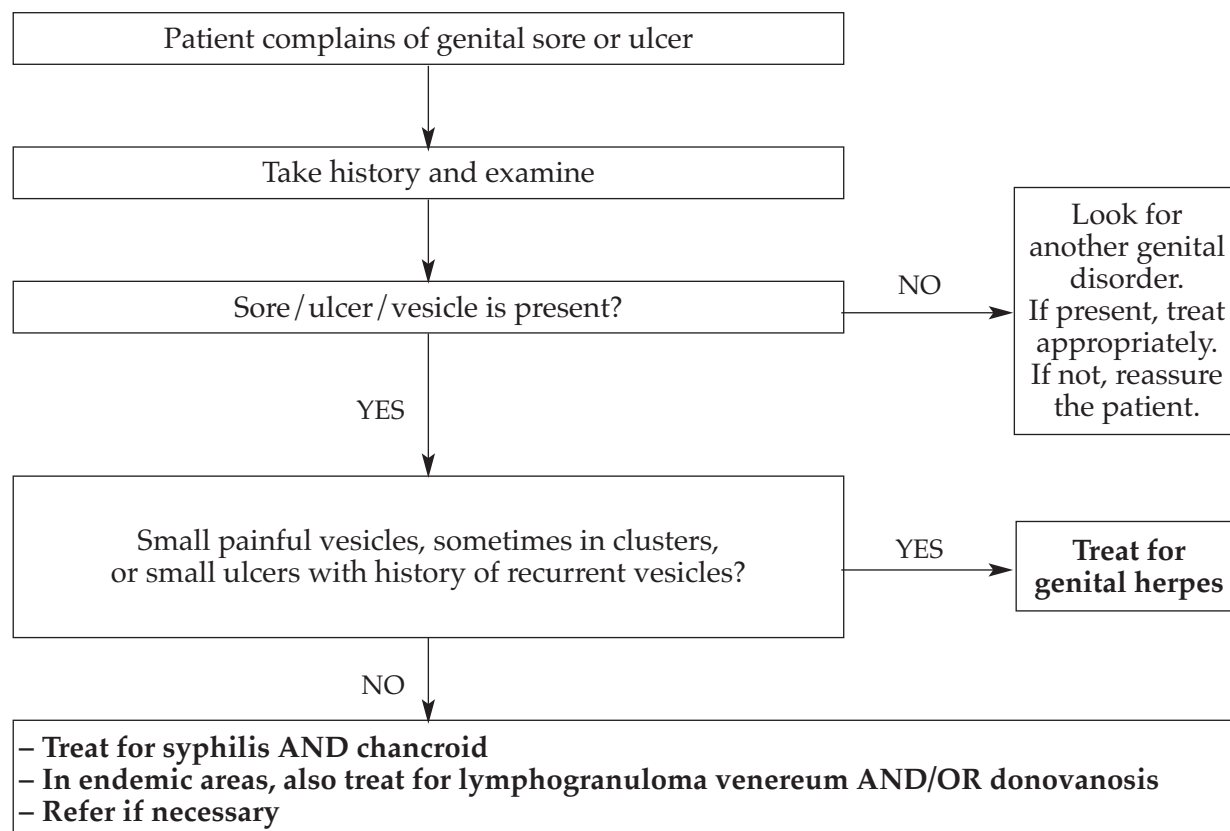 Patient complains of genital sore or ulcer
Take history and examine
Sore/ulcer/vesicle is present?
NO
Look for
another genital
disorder.
If present, treat
appropriately.
If not, reassure
the patient.
YES
Small painful vesicles, sometimes in clusters,
or small ulcers with history of recurrent vesicles?
YES
Treat for
genital herpes
NO
– Treat for syphilis AND chancroid
– In endemic areas, also treat for lymphogranuloma venereum AND/OR donovanosis
– Refer if necessary